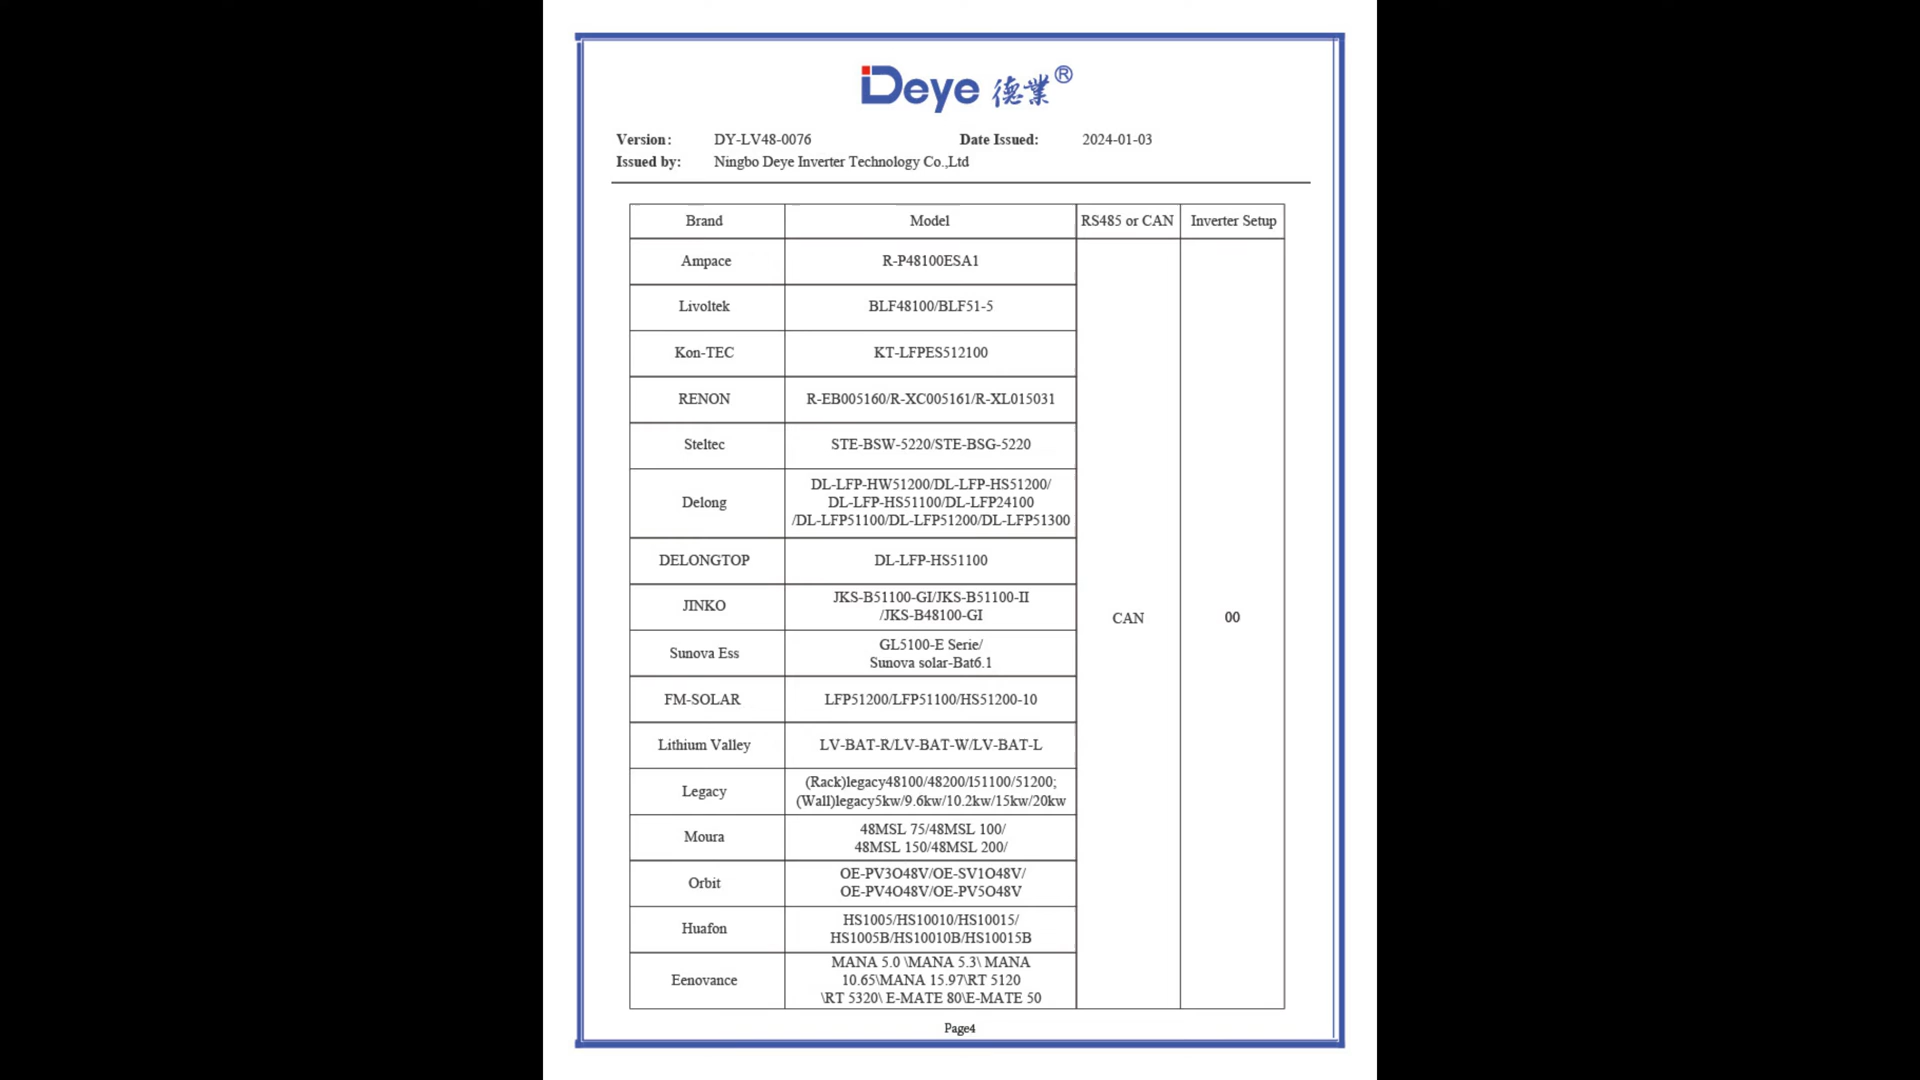 Deye 德業®
Version: DY-LV48-0076 Date Issued: 2024-01-03
Issued by: Ningbo Deye Inverter Technology Co.,Ltd
Brand Model RS485 or CAN Inverter Setup
Ampace R-P48100ESA1
Livoltek BLF48100/BLF51-5
Kon-TEC KT-LFPES512100
RENON R-EB005160/R-XC005161/R-XL015031
Steltec STE-BSW-5220/STE-BSG-5220
DL-LFP-HW51200/DL-LFP-HS51200/
Delong DL-LFP-HS51100/DL-LFP24100
/DL-LFP51100/DL-LFP51200/DL-LFP51300
DELONGTOP DL-LFP-HS51100
JINKO JKS-B51100-GI/JKS-B51100-II
/JKS-B48100-GI
CAN 00
Sunova Ess GL5100-E Serie/
Sunova solar-Bat6.1
FM-SOLAR LFP51200/LFP51100/HS51200-10
Lithium Valley LV-BAT-R/LV-BAT-W/LV-BAT-L
Legacy (Rack)legacy48100/48200/l51100/51200;
(Wall)legacy5kw/9.6kw/10.2kw/15kw/20kw
Moura 48MSL 75/48MSL 100/
48MSL 150/48MSL 200/
Orbit OE-PV3O48V/OE-SV1O48V/
OE-PV4O48V/OE-PV5O48V
Huafon HS1005/HS10010/HS10015/
HS1005B/HS10010B/HS10015B
MANA 5.0 \MANA 5.3\ MANA
Eenovance 10.65\MANA 15.97\RT 5120
\RT 5320\ E-MATE 80\E-MATE 50
Page4